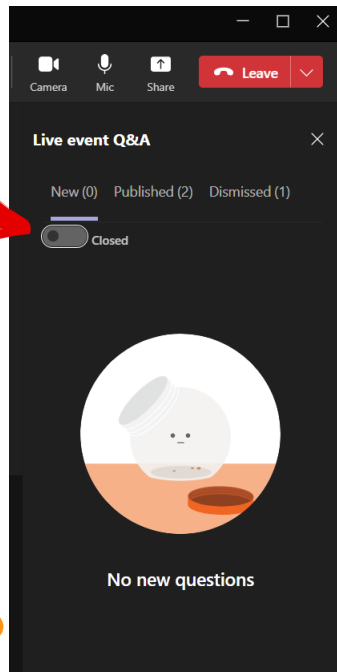 Camera Mic Share Leave
Live event Q&A
New (0) Published (2) Dismissed (1)
Closed
No new questions